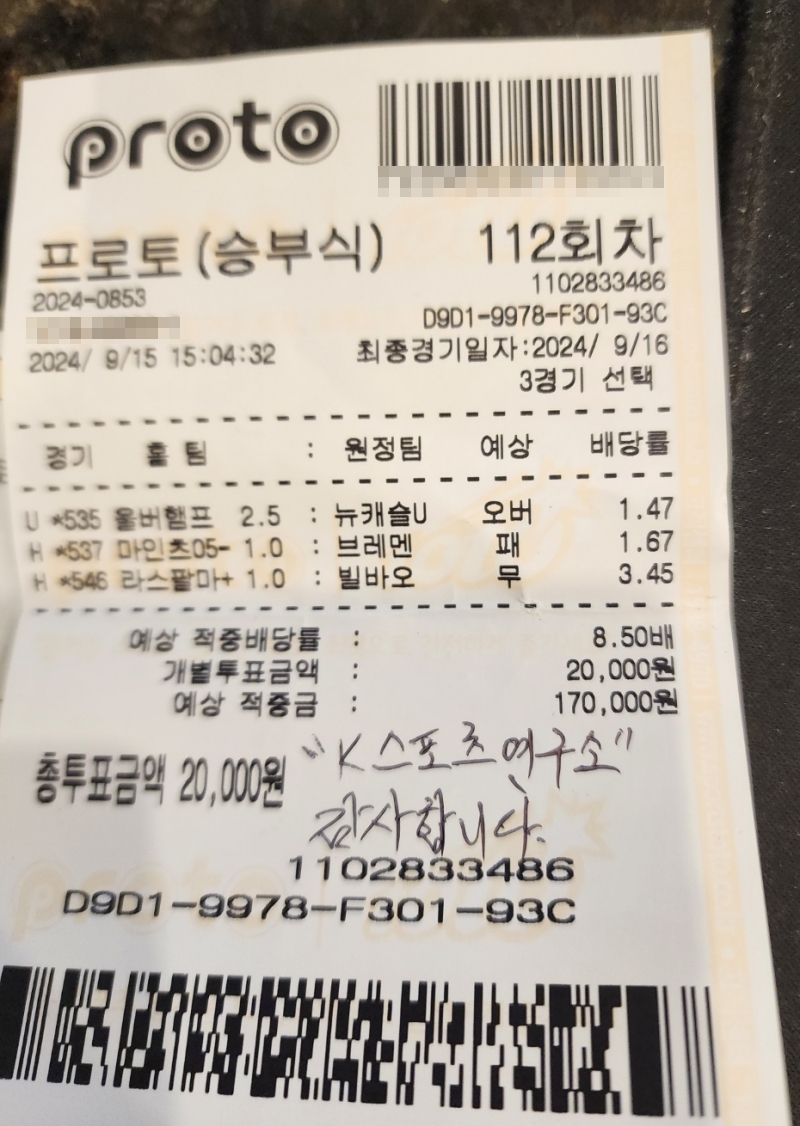 proto
프로토(승부식) 112회차
2024-0853 1102833486
D9D1-9978-F301-93C
2024/ 9/15 15:04:32 최종경기일자:2024/ 9/16
3경기 선택
경기 홈 팀 : 원정팀 예상 배당률
U *535 울버햄프 2.5 : 뉴캐슬U 오버 1.47
H *537 마인츠05- 1.0 : 브레멘 패 1.67
H *546 라스팔마+ 1.0 : 빌바오 무 3.45
예상 적중배당률 : 8.50배
개별투표금액 : 20,000원
예상 적중금 : 170,000원
총투표금액 20,000원
"K스포츠연구소"
감사합니다.
1102833486
D9D1-9978-F301-93C